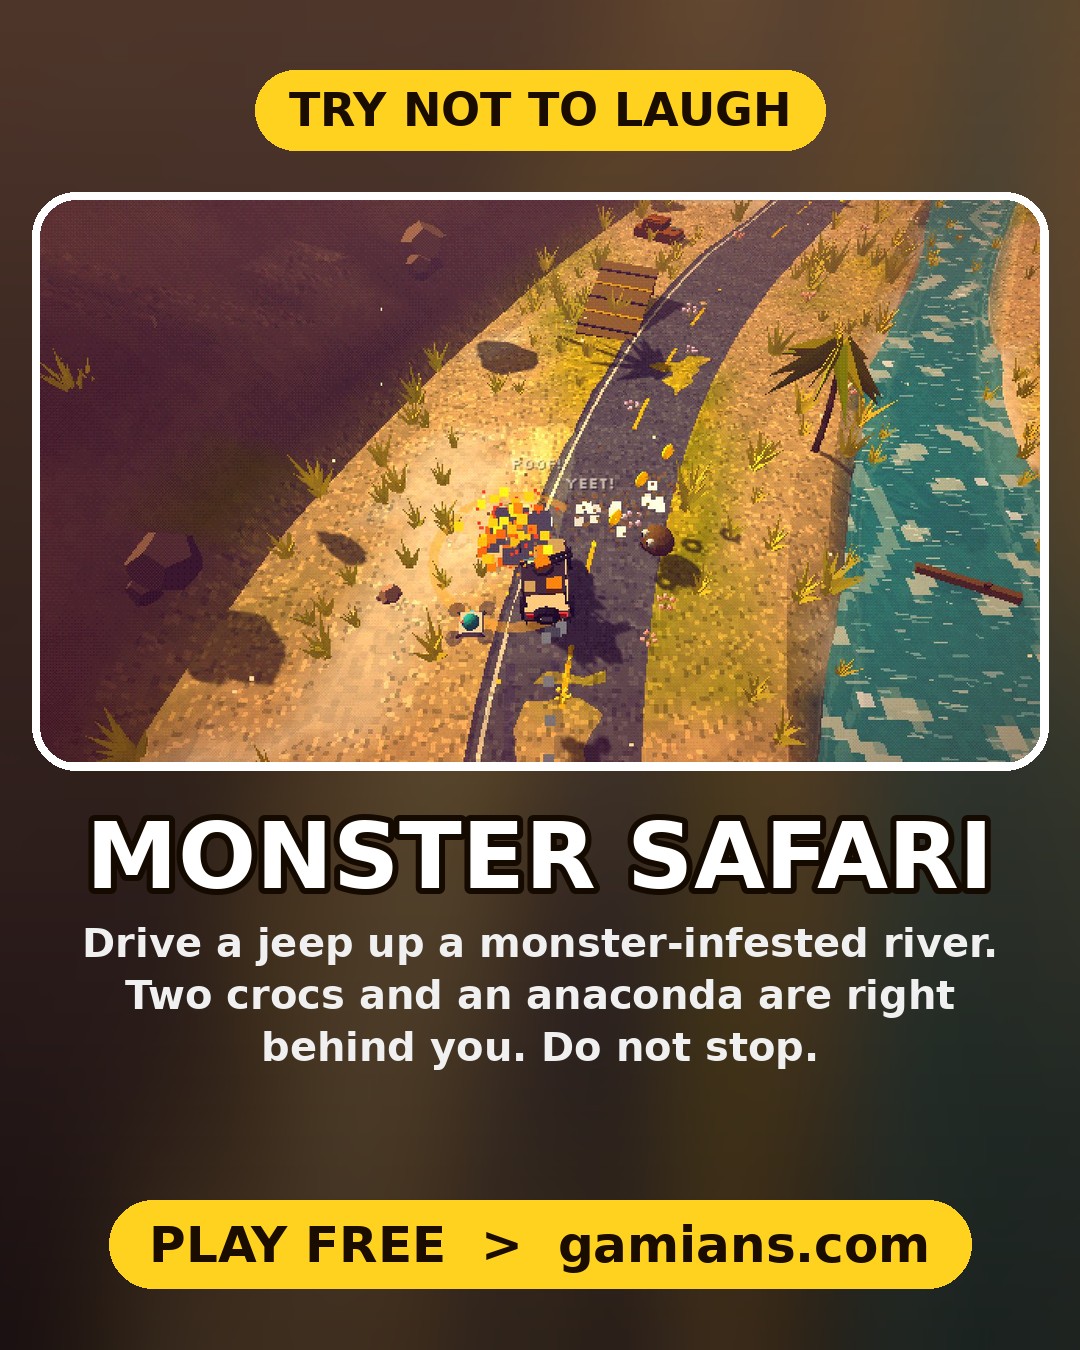 TRY NOT TO LAUGH
POOF!
YEET!
MONSTER SAFARI
Drive a jeep up a monster-infested river.
Two crocs and an anaconda are right
behind you. Do not stop.
PLAY FREE > gamians.com